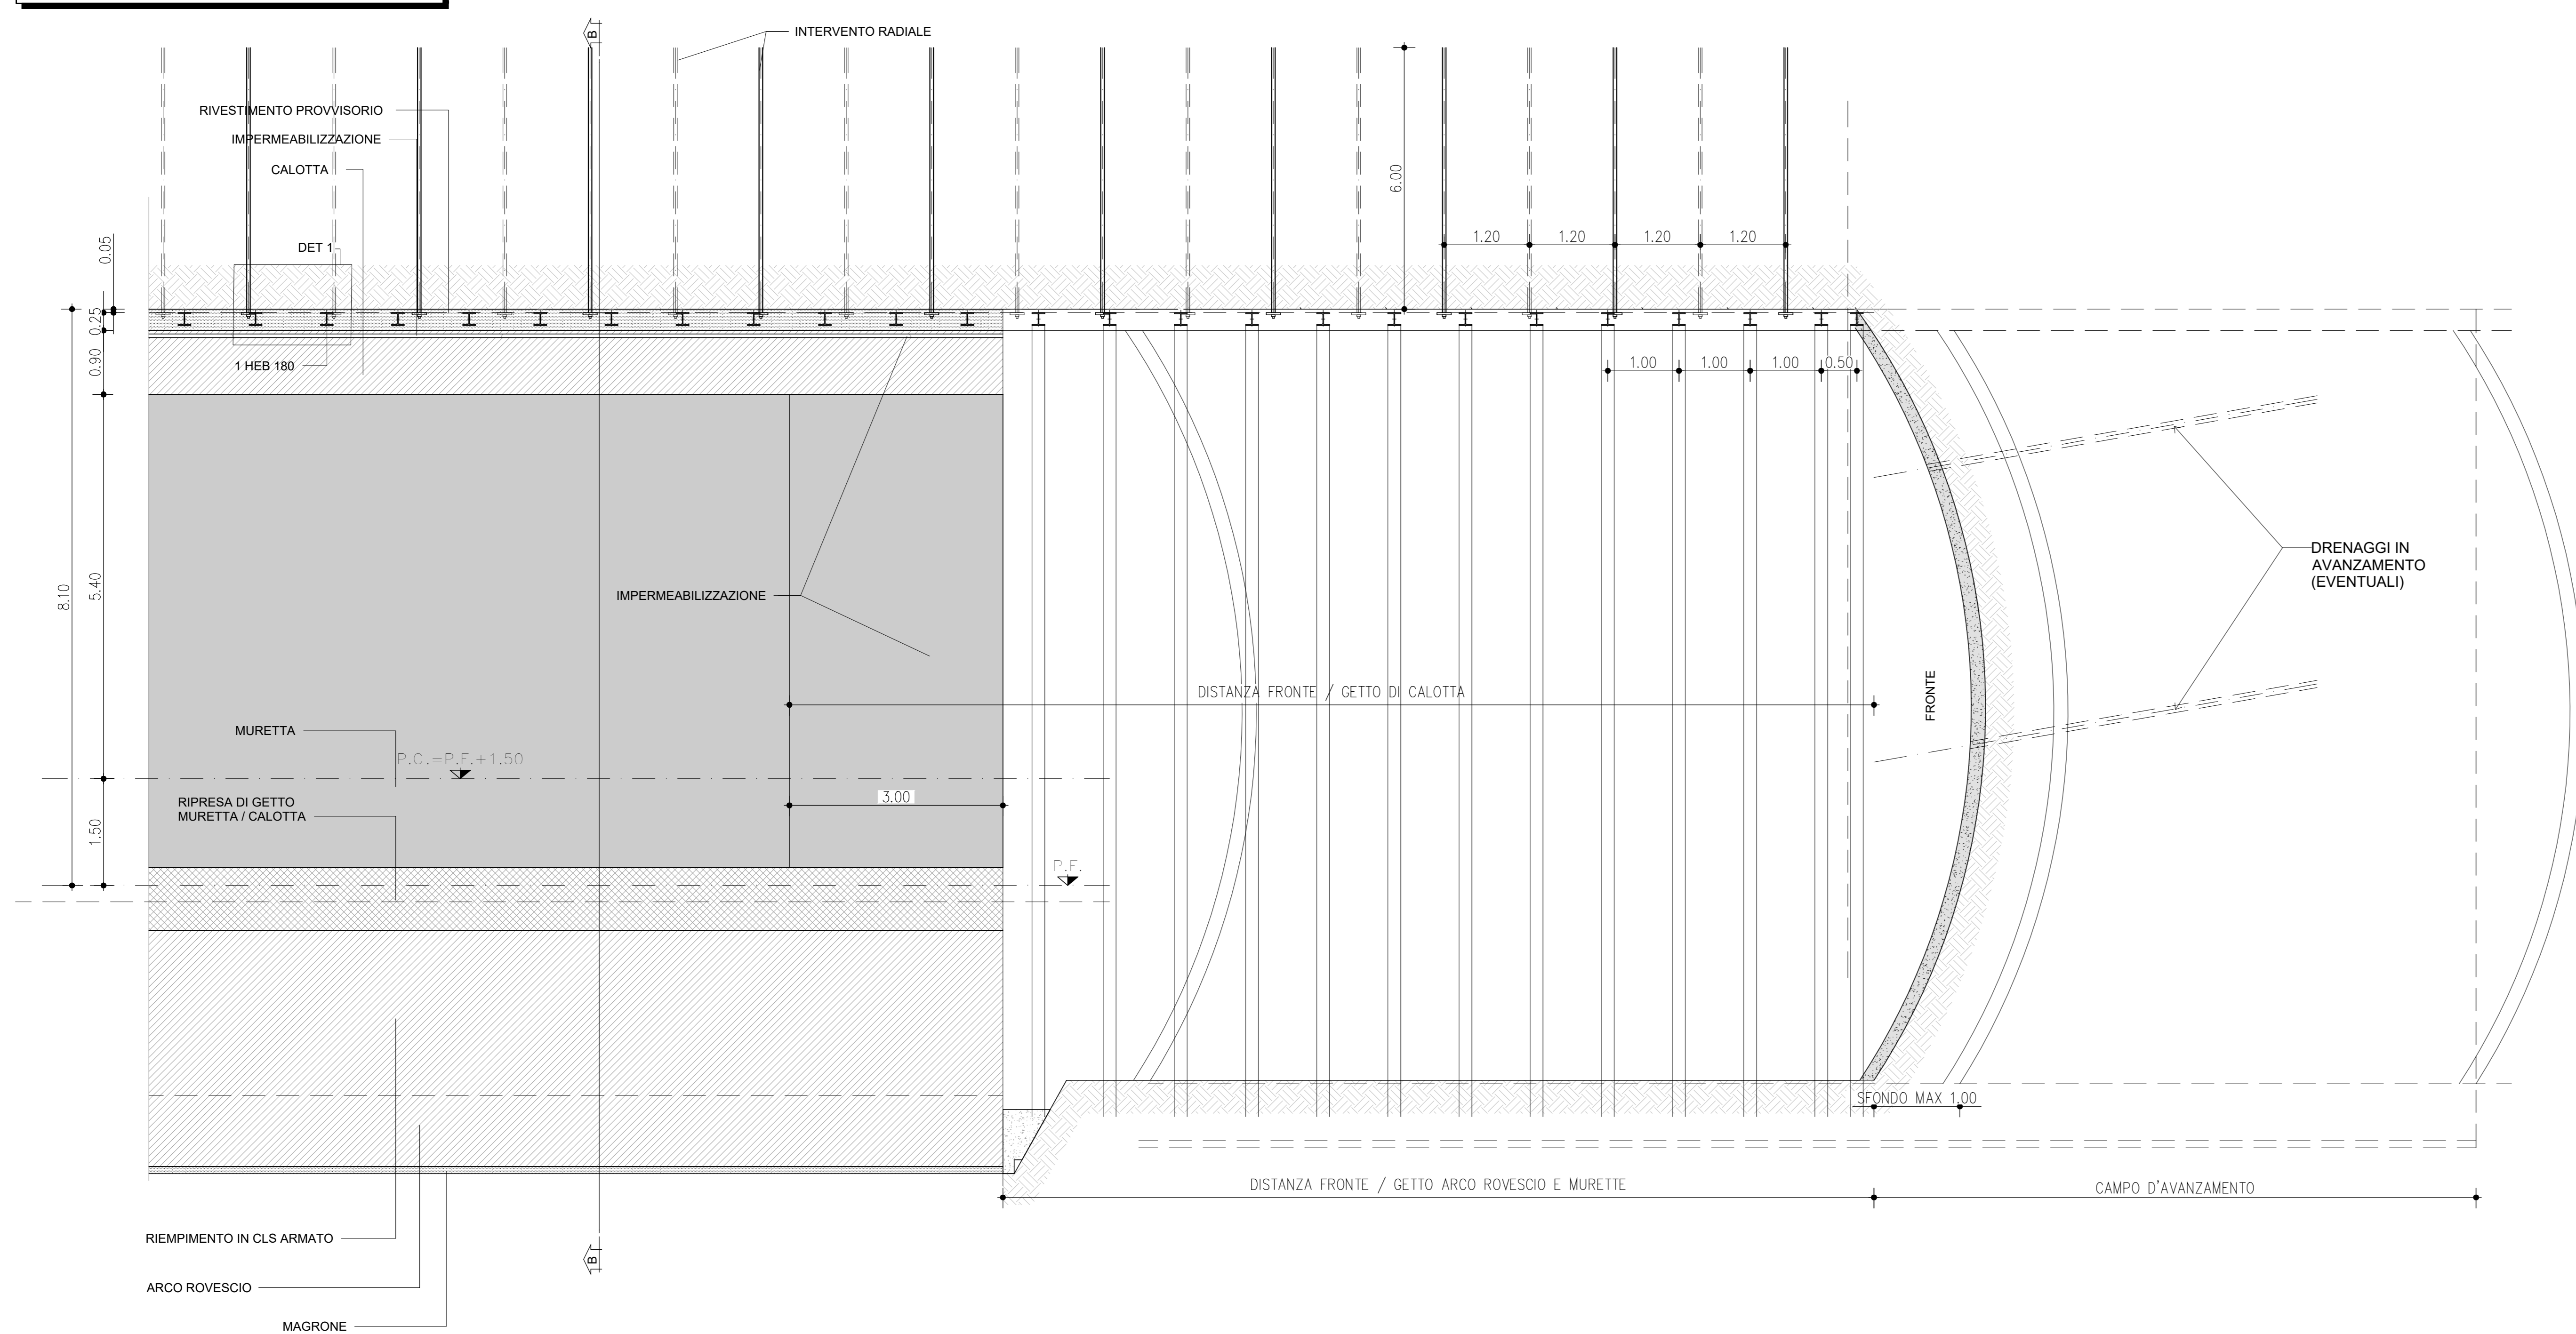 B
INTERVENTO RADIALE
RIVESTIMENTO PROVVISORIO
IMPERMEABILIZZAZIONE
CALOTTA
6.00
DET 1
0.05
1.20
1.20
1.20
1.20
0.25
0.90
1 HEB 180
1.00
1.00
1.00
0.50
8.10
5.40
DRENAGGI IN
AVANZAMENTO
(EVENTUALI)
IMPERMEABILIZZAZIONE
DISTANZA FRONTE / GETTO DI CALOTTA
FRONTE
MURETTA
P.C.=P.F.+1.50
RIPRESA DI GETTO
MURETTA / CALOTTA
3.00
1.50
P.F.
SFONDO MAX 1.00
DISTANZA FRONTE / GETTO ARCO ROVESCIO E MURETTE
CAMPO D'AVANZAMENTO
RIEMPIMENTO IN CLS ARMATO
B
ARCO ROVESCIO
MAGRONE